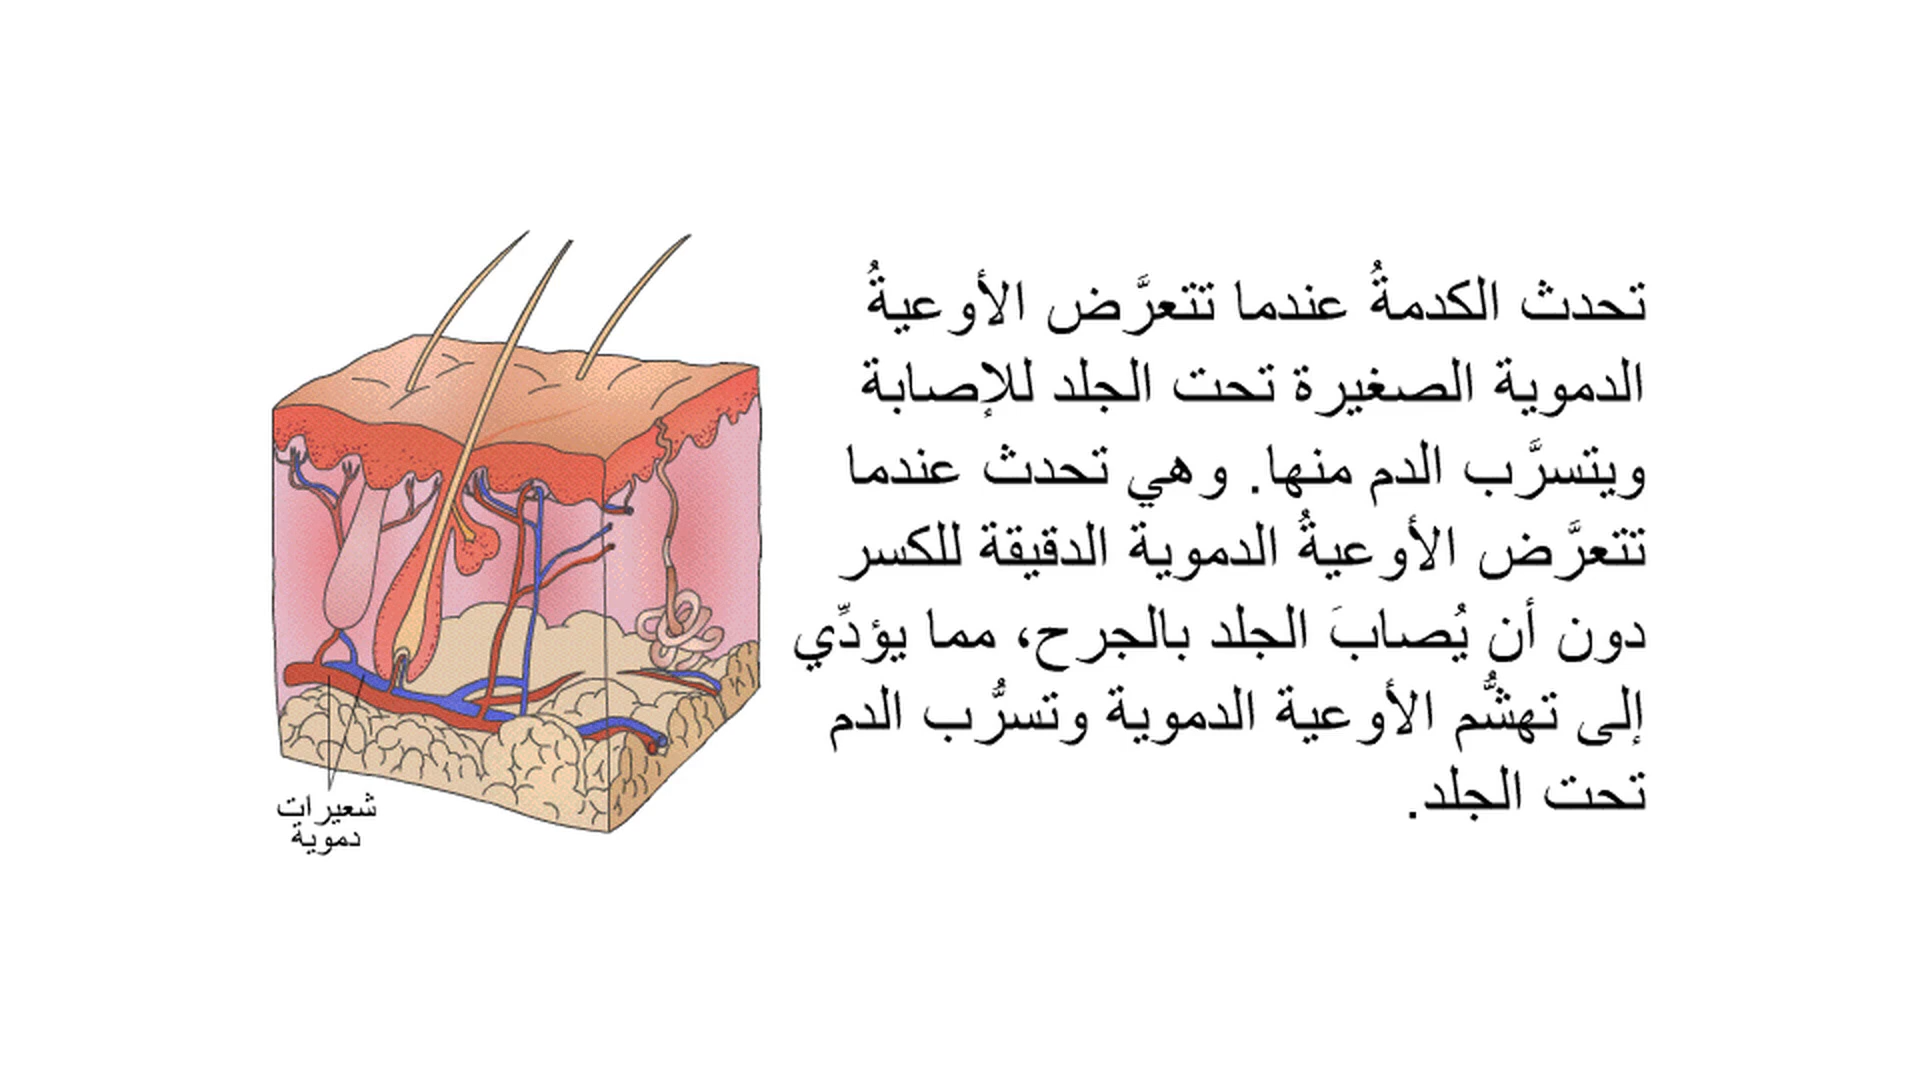 تحدث الكدمةُ عندما تتعرَّض الأوعيةُ
الدموية الصغيرة تحت الجلد للإصابة
ويتسرَّب الدم منها. وهي تحدث عندما
تتعرَّض الأوعيةُ الدموية الدقيقة للكسر
دون أن يُصابَ الجلد بالجرح، مما يؤدِّي
إلى تهشُّم الأوعية الدموية وتسرُّب الدم
تحت الجلد.
شعيرات
دموية